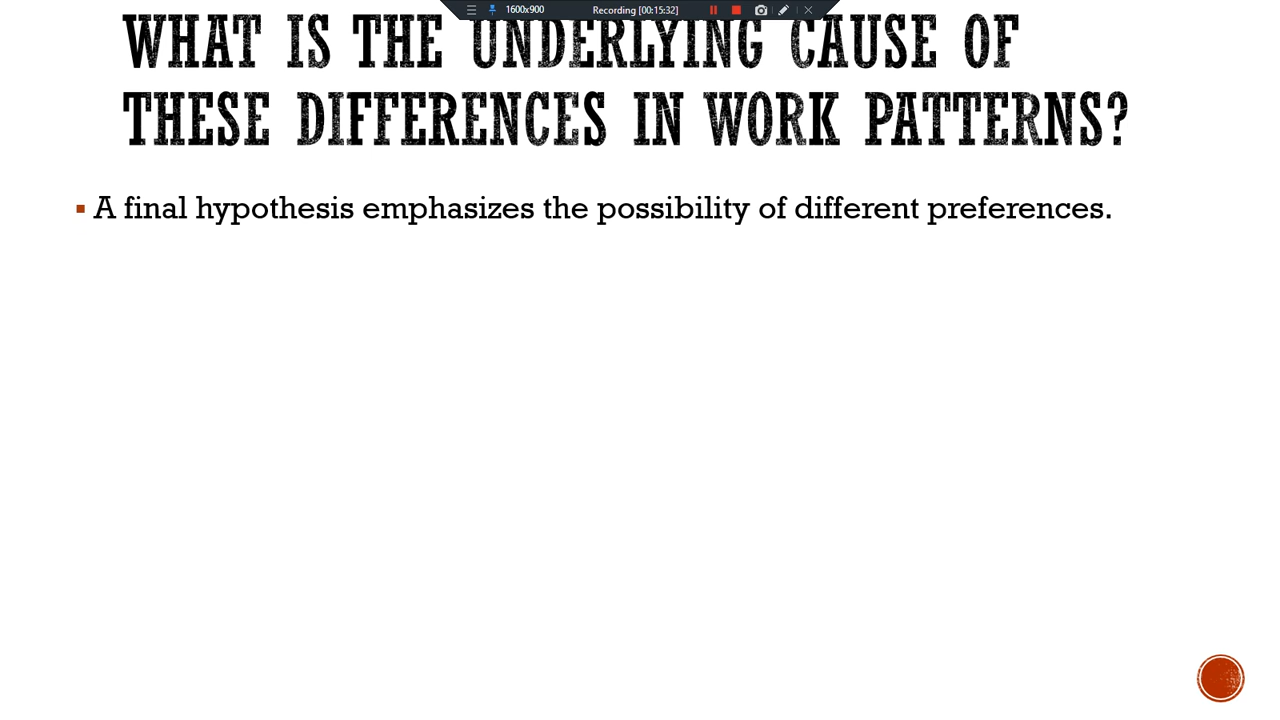 1600x900 Recording [00:15:32]
WHAT IS THE UNDERLYING CAUSE OF
THESE DIFFERENCES IN WORK PATTERNS?
A final hypothesis emphasizes the possibility of different preferences.